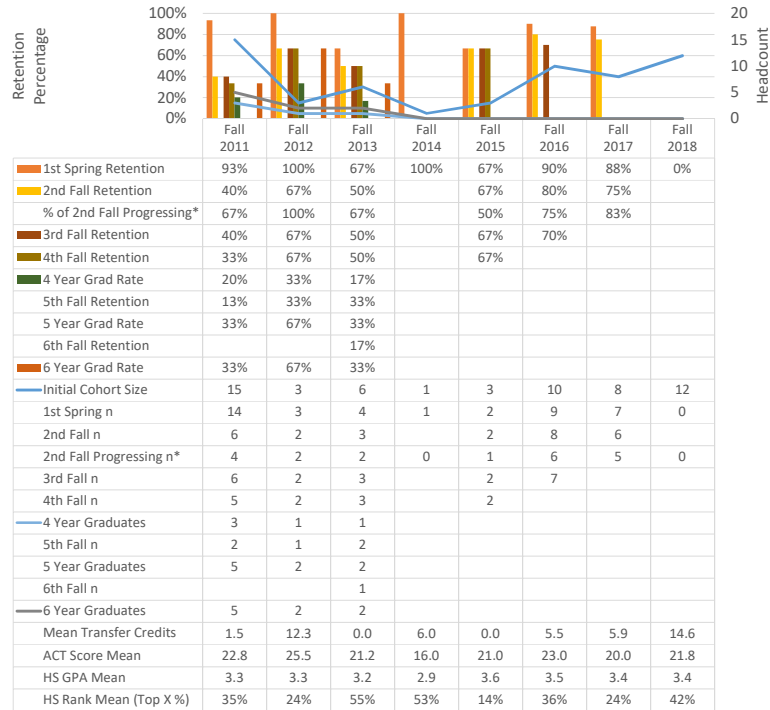 Retention Percentage
100%
80%
60%
40%
20%
0%
20
15
10
5
0
Headcount
Fall 2011 Fall 2012 Fall 2013 Fall 2014 Fall 2015 Fall 2016 Fall 2017 Fall 2018
1st Spring Retention 93% 100% 67% 100% 67% 90% 88% 0%
2nd Fall Retention 40% 67% 50% 67% 80% 75%
% of 2nd Fall Progressing* 67% 100% 67% 50% 75% 83%
3rd Fall Retention 40% 67% 50% 67% 70%
4th Fall Retention 33% 67% 50% 67%
4 Year Grad Rate 20% 33% 17%
5th Fall Retention 13% 33% 33%
5 Year Grad Rate 33% 67% 33%
6th Fall Retention 17%
6 Year Grad Rate 33% 67% 33%
Initial Cohort Size 15 3 6 1 3 10 8 12
1st Spring n 14 3 4 1 2 9 7 0
2nd Fall n 6 2 3 2 8 6
2nd Fall Progressing n* 4 2 2 0 1 6 5 0
3rd Fall n 6 2 3 2 7
4th Fall n 5 2 3 2
4 Year Graduates 3 1 1
5th Fall n 2 1 2
5 Year Graduates 5 2 2
6th Fall n 1
6 Year Graduates 5 2 2
Mean Transfer Credits 1.5 12.3 0.0 6.0 0.0 5.5 5.9 14.6
ACT Score Mean 22.8 25.5 21.2 16.0 21.0 23.0 20.0 21.8
HS GPA Mean 3.3 3.3 3.2 2.9 3.6 3.5 3.4 3.4
HS Rank Mean (Top X %) 35% 24% 55% 53% 14% 36% 24% 42%